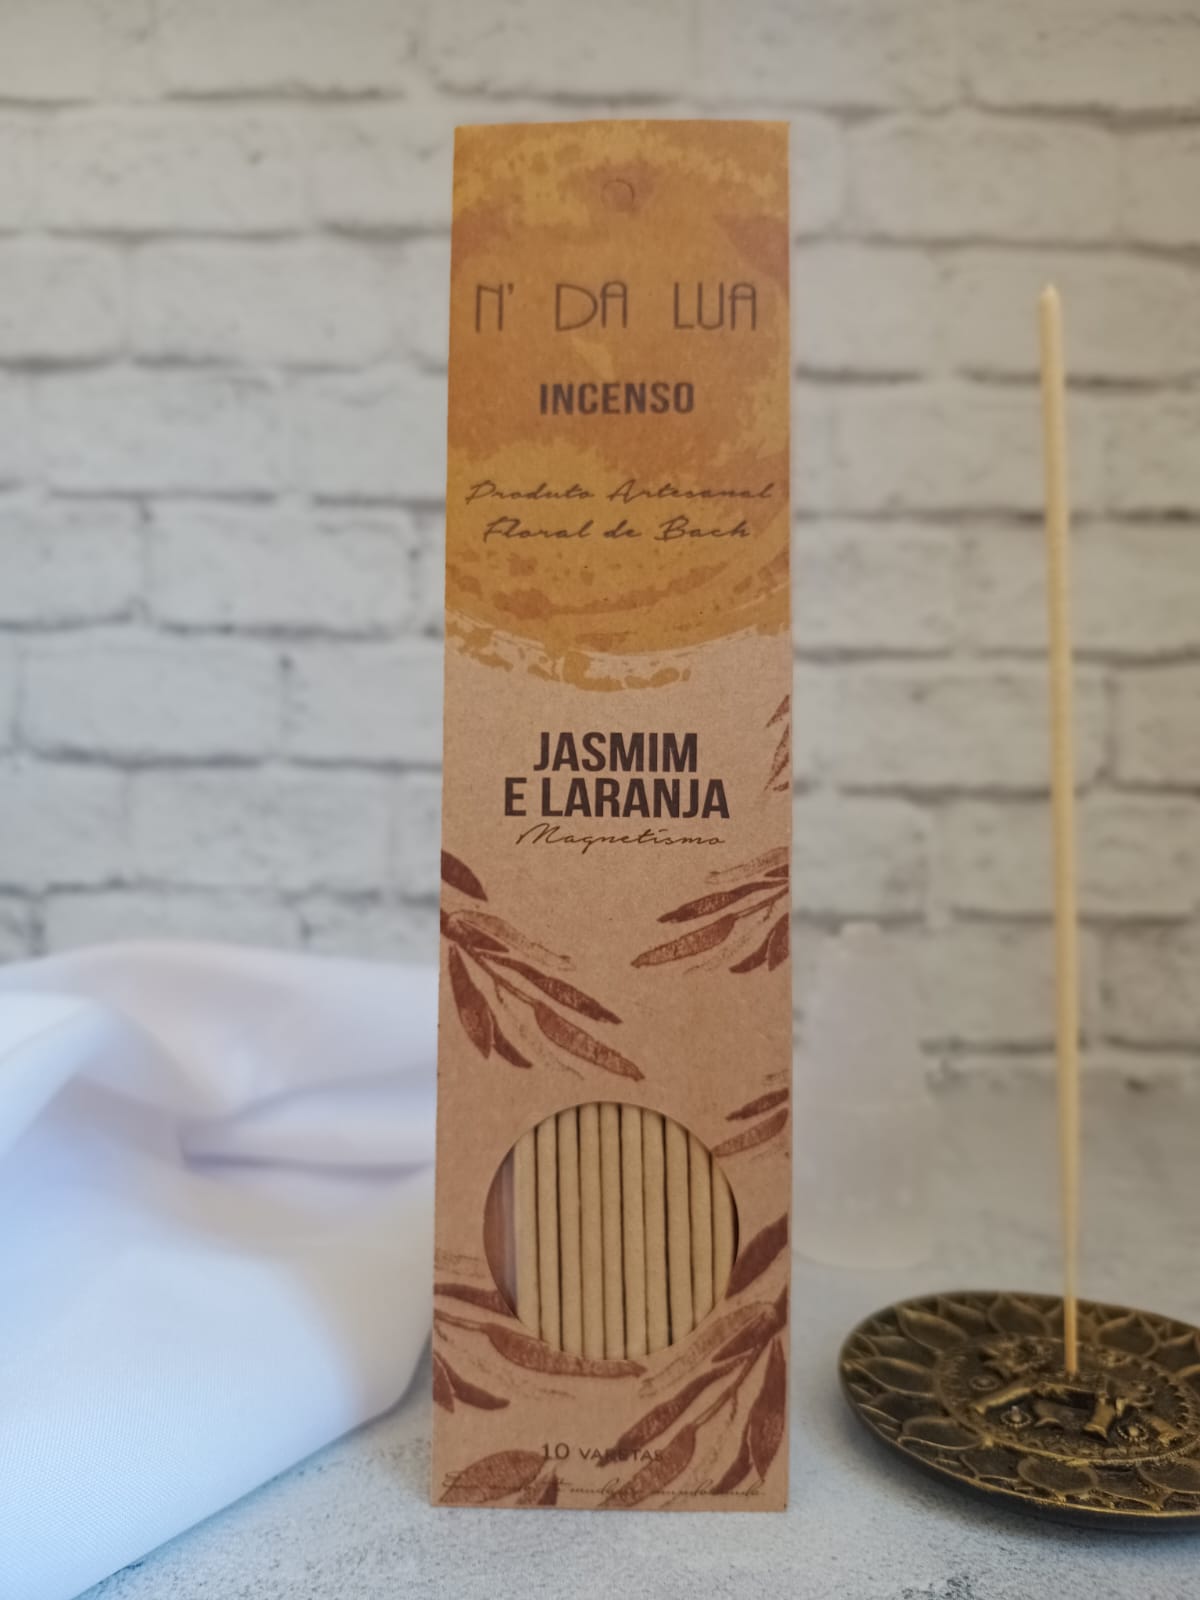 N' DA LUA
INCENSO
Produto Artesanal
Floral de Bach
JASMIM
E LARANJA
Magnetismo
10 VARETAS